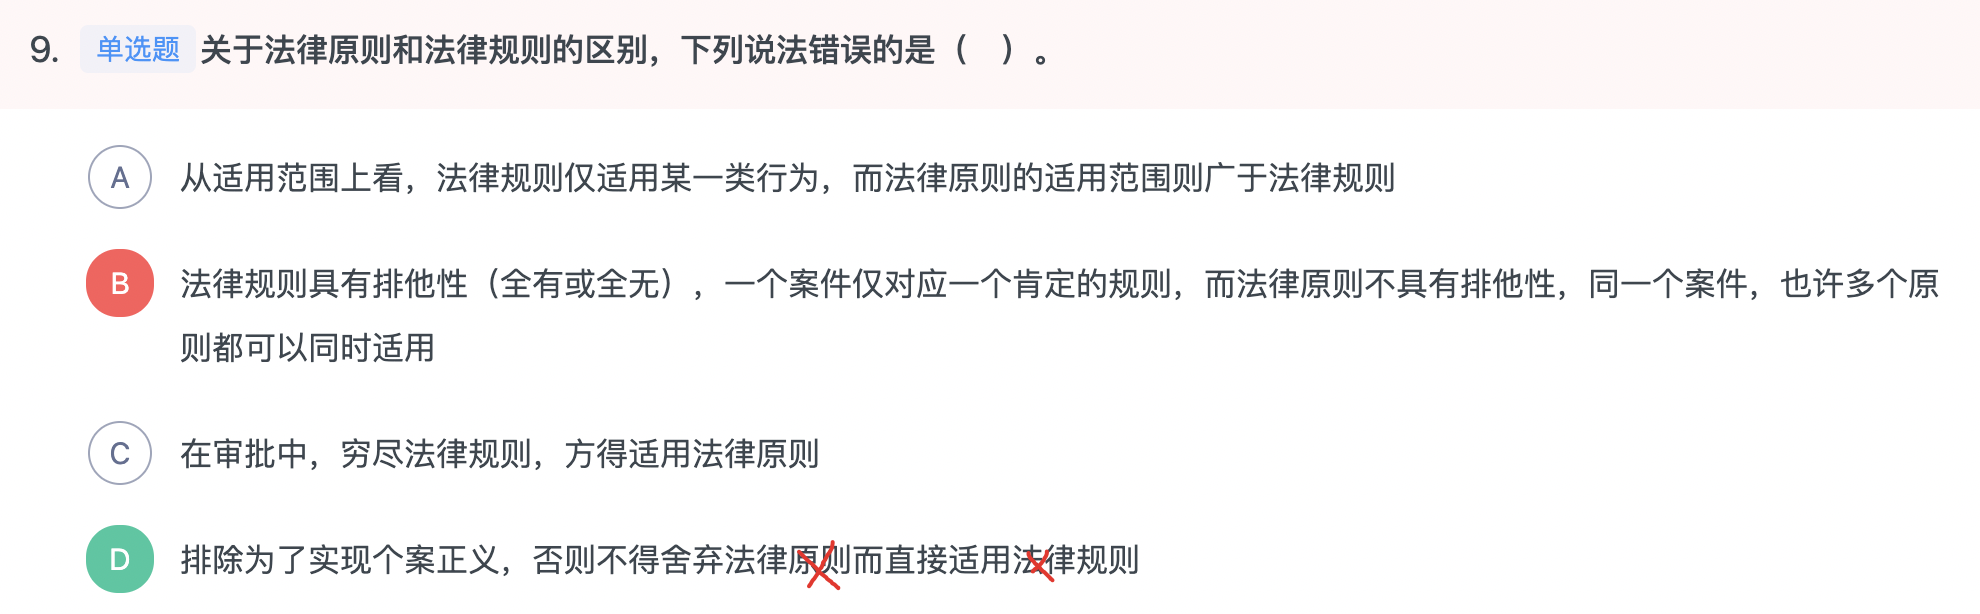 9. 单选题 关于法律原则和法律规则的区别，下列说法错误的是（ ）。
A 从适用范围上看，法律规则仅适用某一类行为，而法律原则的适用范围则广于法律规则
B 法律规则具有排他性（全有或全无），一个案件仅对应一个肯定的规则，而法律原则不具有排他性，同一个案件，也许多个原
则都可以同时适用
C 在审批中，穷尽法律规则，方得适用法律原则
D 排除为了实现个案正义，否则不得舍弃法律原则而直接适用法律规则